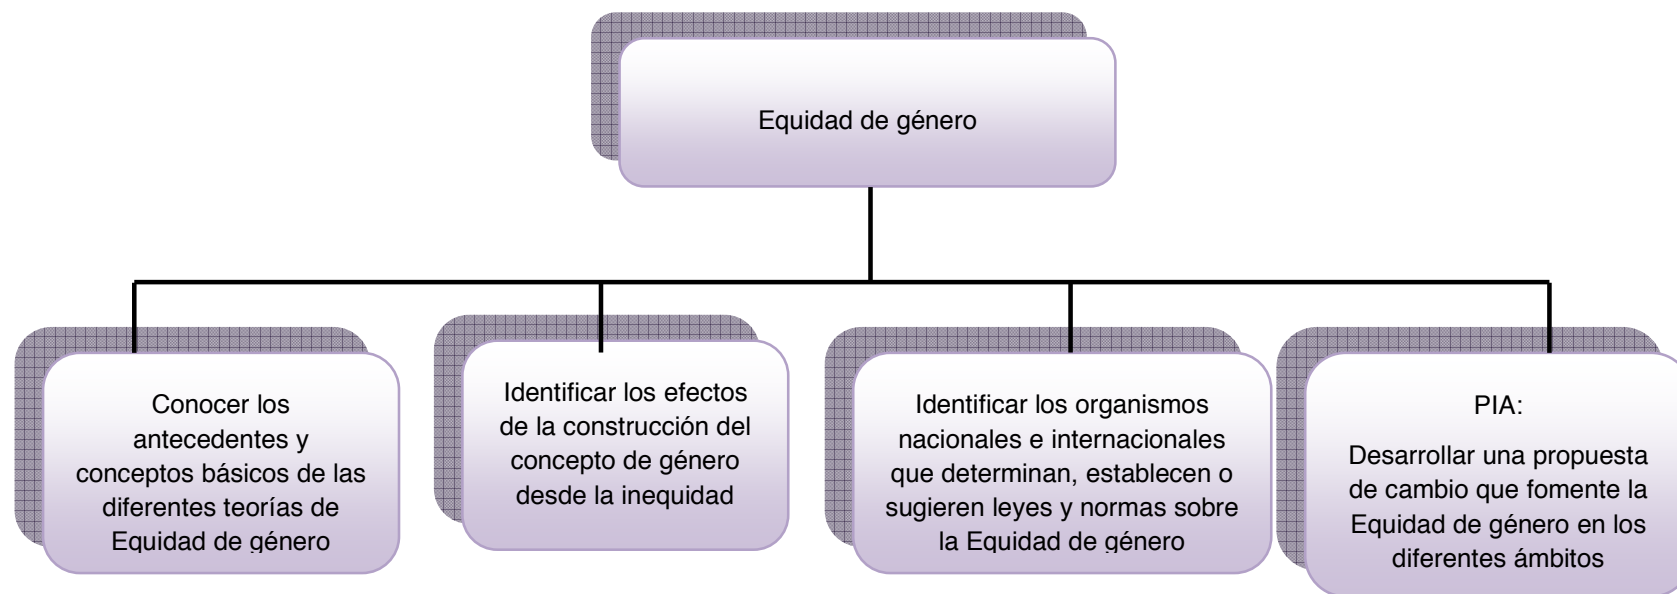 Equidad de género
Conocer los
antecedentes y
conceptos básicos de las
diferentes teorías de
Equidad de género
Identificar los efectos
de la construcción del
concepto de género
desde la inequidad
Identificar los organismos
nacionales e internacionales
que determinan, establecen o
sugieren leyes y normas sobre
la Equidad de género
PIA:
Desarrollar una propuesta
de cambio que fomente la
Equidad de género en los
diferentes ámbitos